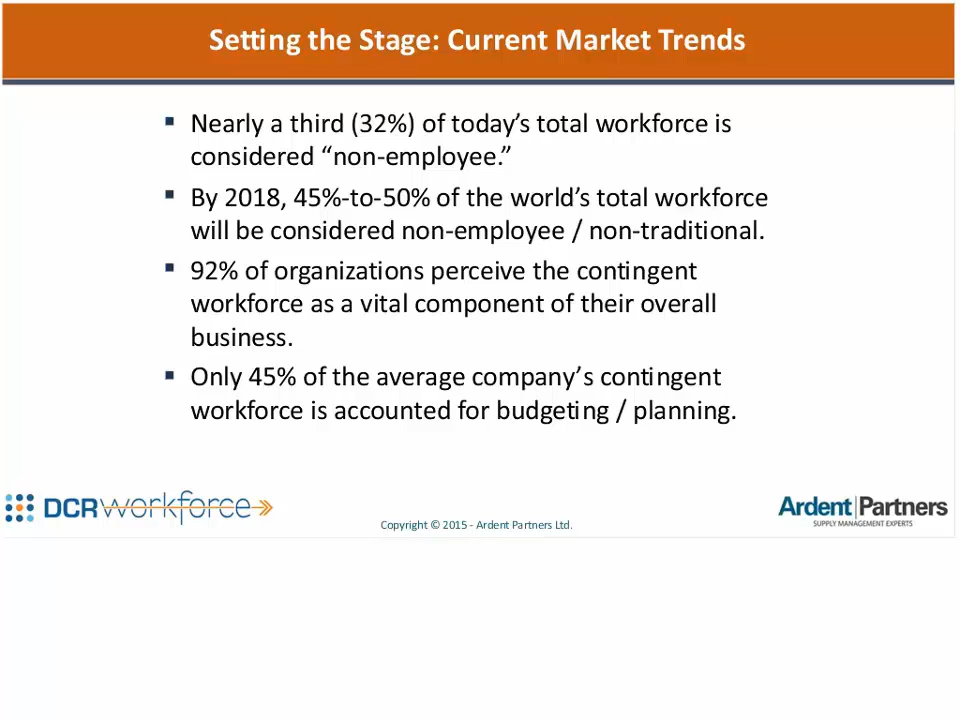 Setting the Stage: Current Market Trends
▪ Nearly a third (32%) of today’s total workforce is
considered “non-employee.”
▪ By 2018, 45%-to-50% of the world’s total workforce
will be considered non-employee / non-traditional.
▪ 92% of organizations perceive the contingent
workforce as a vital component of their overall
business.
▪ Only 45% of the average company’s contingent
workforce is accounted for budgeting / planning.
DCRworkforce
Copyright © 2015 - Ardent Partners Ltd.
Ardent|Partners
SUPPLY MANAGEMENT EXPERTS